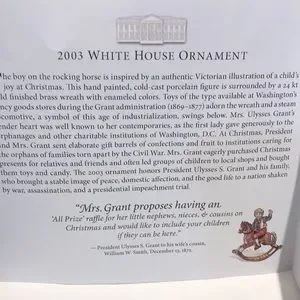 2003 WHITE HOUSE ORNAMENT
he boy on the rocking horse is inspired by an authentic Victorian illustration of a child's
joy at Christmas. This hand painted, cold-cast porcelain figure is surrounded by a 24 kt
ld finished brass wreath with enameled colors. Toys of the type available at Washington's
ncy goods stores during the Grant administration (1869–1877) adorn the wreath and a steam
comotive, a symbol of this age of industrialization, swings below. Mrs. Ulysses Grant's
nder heart was well known to her contemporaries, as the first lady gave generously to the
orphanages and other charitable institutions of Washington, D.C. At Christmas, President
and Mrs. Grant sent elaborate gift barrels of confections and fruit to institutions caring for
the orphans of families torn apart by the Civil War. Mrs. Grant eagerly purchased Christmas
presents for relatives and friends and often led groups of children to local shops and bought
them toys and candy. The 2003 ornament honors President Ulysses S. Grant and his family,
who brought a stable image of peace, domestic affection, and the good life to a nation shaken
by war, assassination, and a presidential impeachment trial.
"Mrs. Grant proposes having an
'All Prize' raffle for her little nephews, nieces, & cousins on
Christmas and would like to include your children
if they can be here."
— President Ulysses S. Grant to his wife's cousin,
William W. Smith, December 15, 1872.